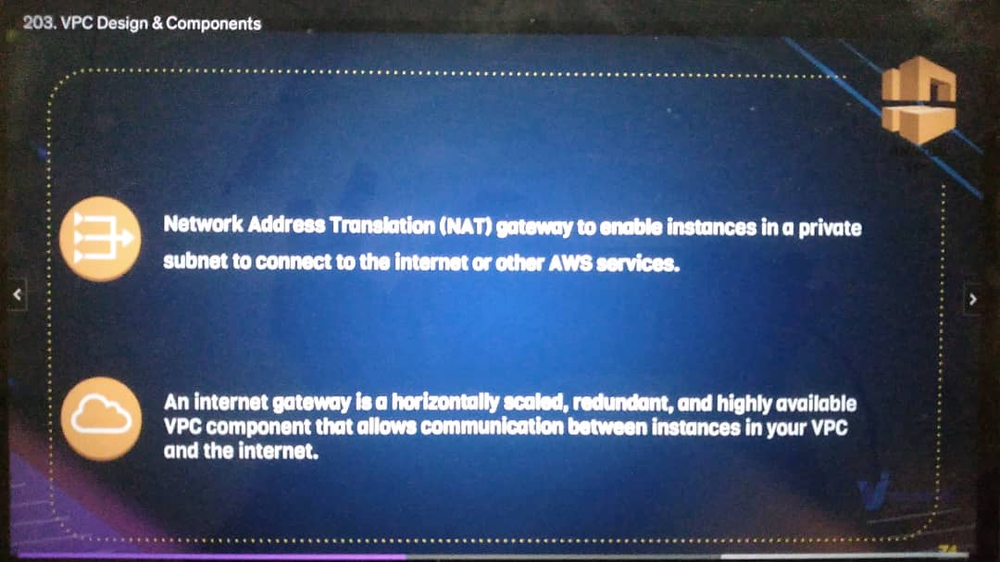 203. VPC Design & Components
Network Address Translation (NAT) gateway to enable instances in a private
subnet to connect to the internet or other AWS services.
An internet gateway is a horizontally scaled, redundant, and highly available
VPC component that allows communication between instances in your VPC
and the internet.
74